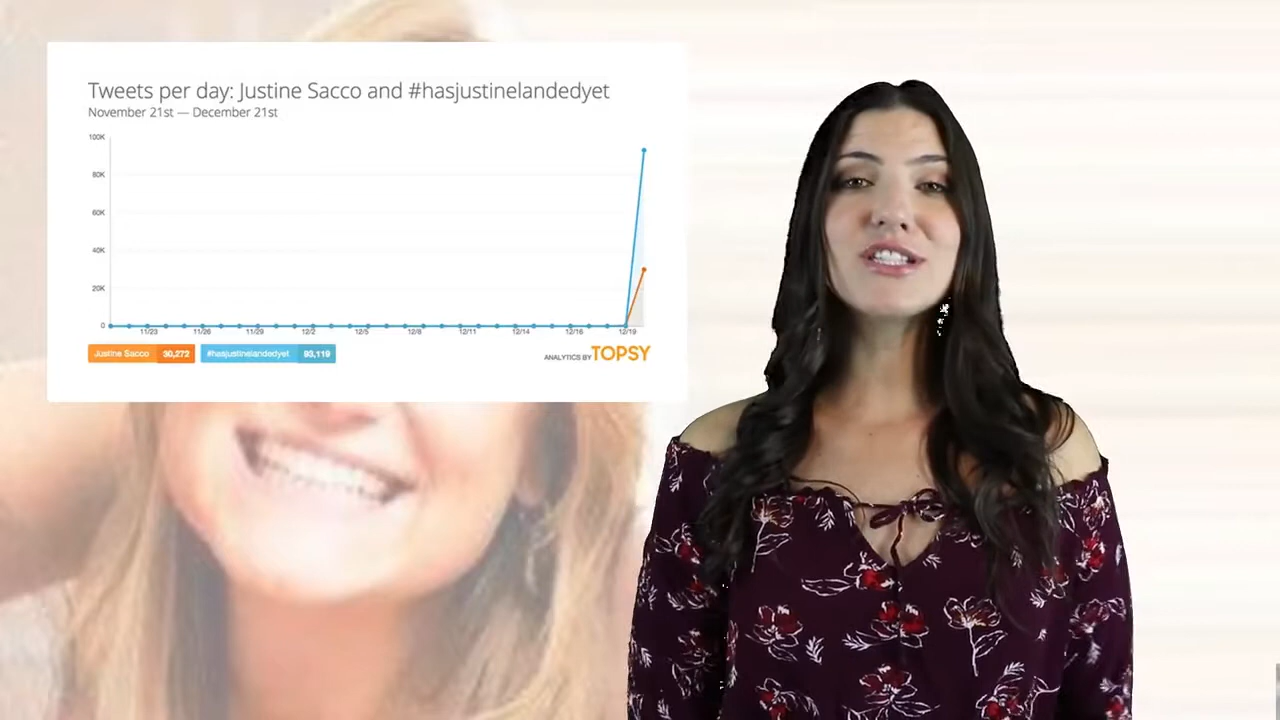 Tweets per day: Justine Sacco and #hasjustinelandedyet
November 21st — December 21st
100K
80K
60K
40K
20K
0
11/23 11/26 11/29 12/2 12/5 12/8 12/11 12/14 12/16 12/19
Justine Sacco 30,272 #hasjustinelandedyet 93,119
ANALYTICS BY TOPSY